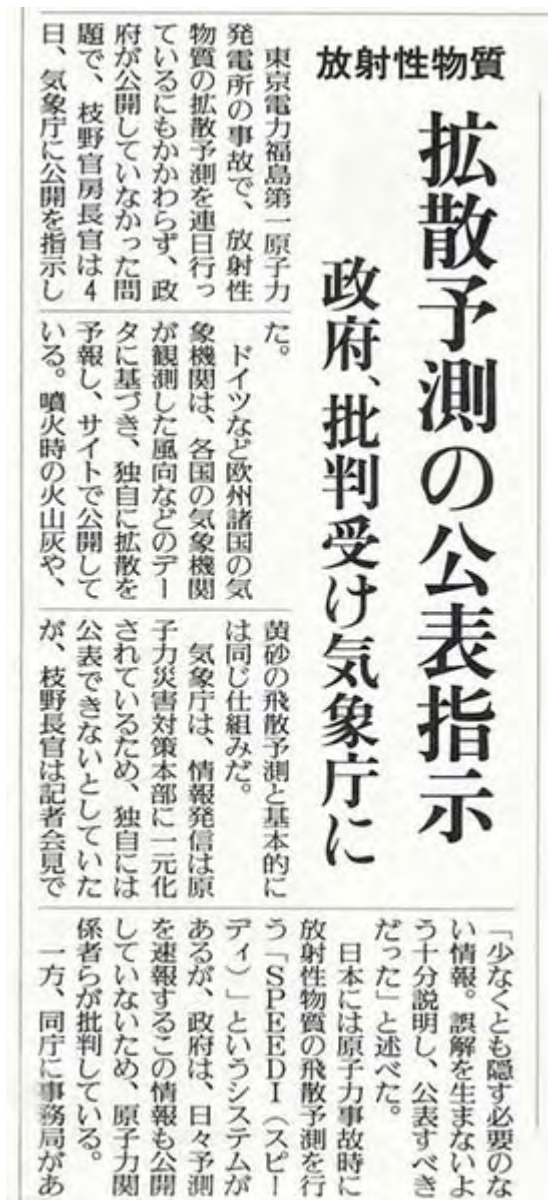 放射性物質
拡散予測の公表指示
政府、批判受け気象庁に
東京電力福島第一原子力
発電所の事故で、放射性
物質の拡散予測を連日行っ
ているにもかかわらず、政
府が公開していなかった問
題で、枝野官房長官は4
日、気象庁に公開を指示し
た。
ドイツなど欧州諸国の気
象機関は、各国の気象機関
が観測した風向などのデー
タに基づき、独自に拡散を
予報し、サイトで公開して
いる。噴火時の火山灰や、
黄砂の飛散予測と基本的に
は同じ仕組みだ。
気象庁は、情報発信は原
子力災害対策本部に一元化
されているため、独自には
公表できないとしていた
が、枝野長官は記者会見で
「少なくとも隠す必要のな
い情報。誤解を生まないよ
う十分説明し、公表すべき
だった」と述べた。
日本には原子力事故時に
放射性物質の飛散予測を行
う「SPEEDI(スピー
ディ)」というシステムが
あるが、政府は、日々予測
を速報するこの情報も公開
していないため、原子力関
係者らが批判している。
一方、同庁に事務局があ